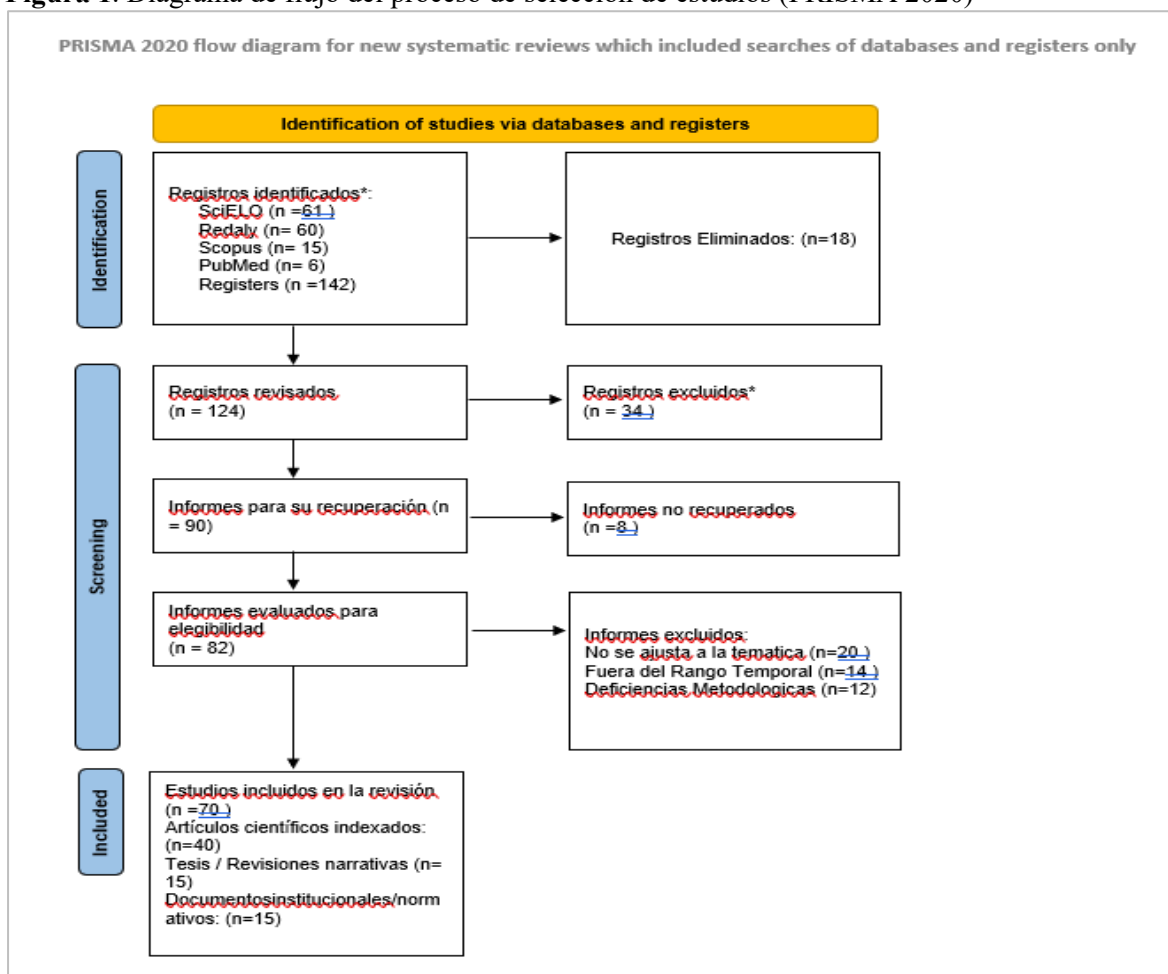 Figura 1. Diagrama de flujo del proceso de selección de estudios (PRISMA 2020)
PRISMA 2020 flow diagram for new systematic reviews which included searches of databases and registers only
Identification of studies via databases and registers
Identification
Registros identificados*:
SciELO (n =61 )
Redaly (n= 60)
Scopus (n= 15)
PubMed (n= 6)
Registers (n =142)
Registros Eliminados: (n=18)
Screening
Registros revisados
(n = 124)
Registros excluidos*
(n = 34 )
Informes para su recuperación (n
= 90)
Informes no recuperados
(n =8 )
Informes evaluados para
elegibilidad
(n = 82)
Informes excluidos:
No se ajusta a la tematica (n=20 )
Fuera del Rango Temporal (n=14 )
Deficiencias Metodologicas (n=12)
Included
Estudios incluidos en la revisión
(n =70 )
Artículos científicos indexados:
(n=40)
Tesis / Revisiones narrativas (n=
15)
Documentosinstitucionales/norm
ativos: (n=15)